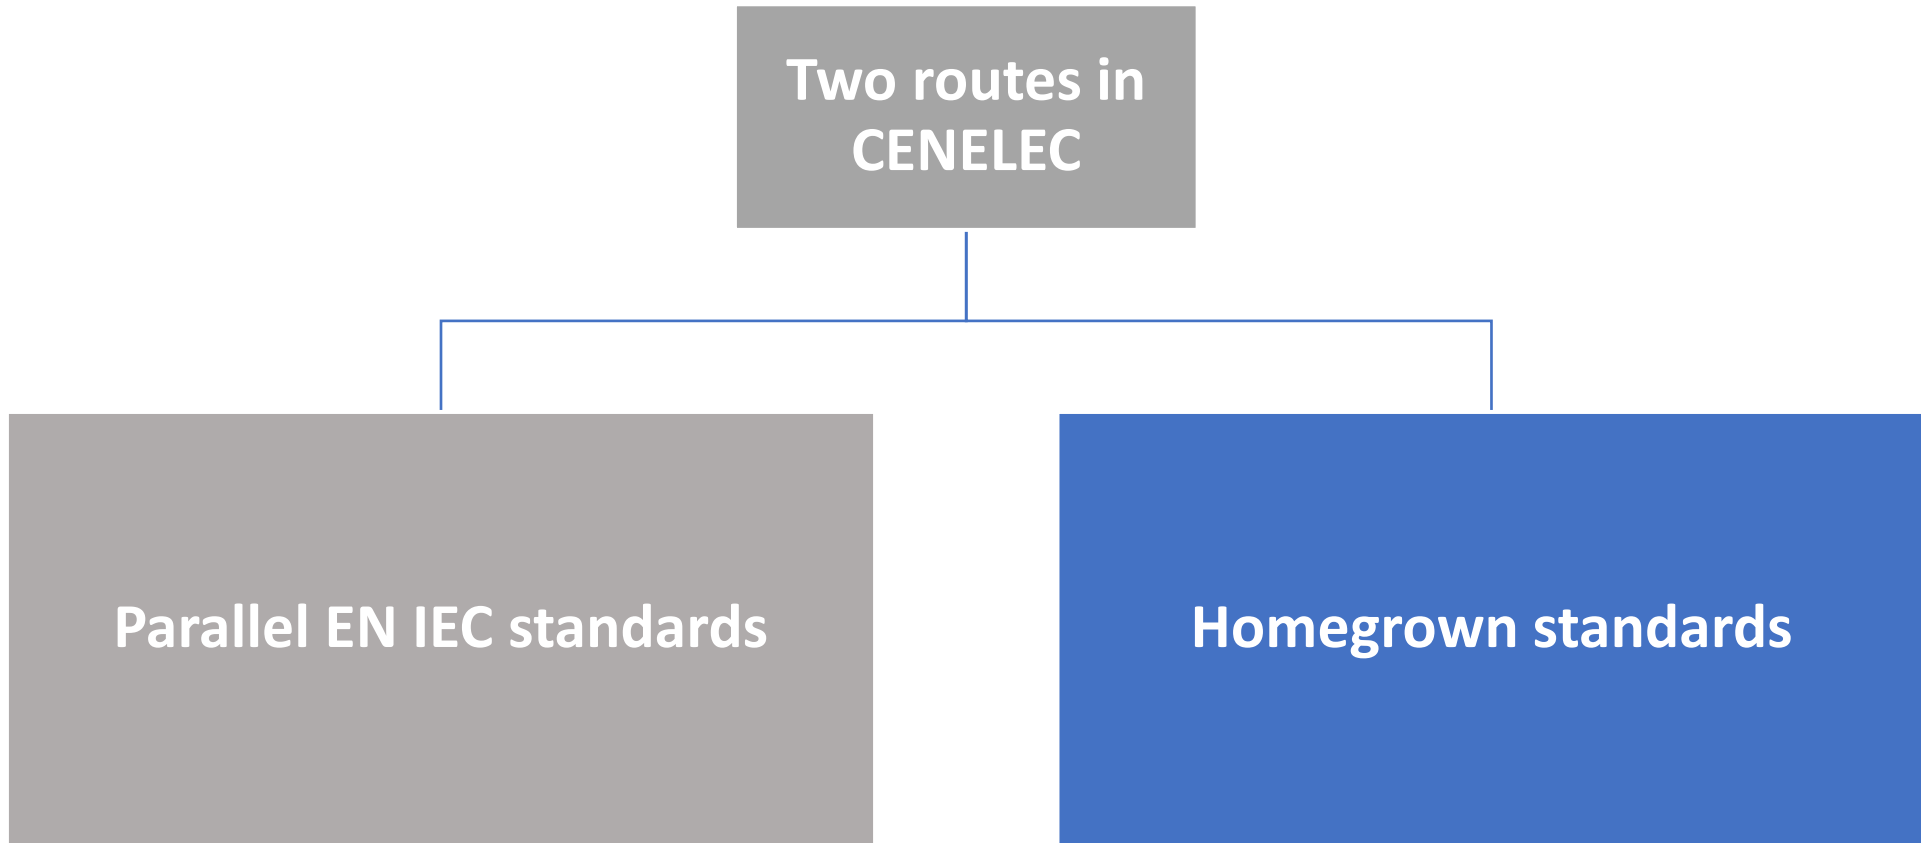 Two routes in
CENELEC
Parallel EN IEC standards
Homegrown standards